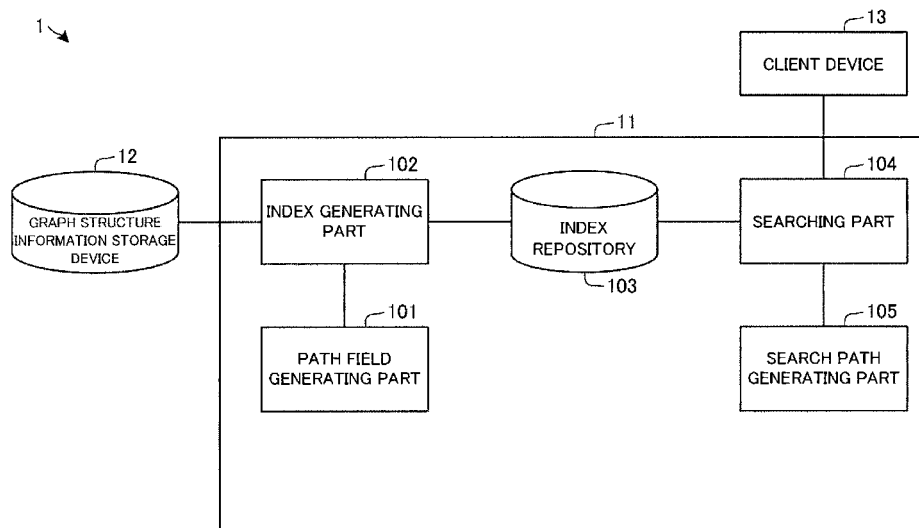 1
13
CLIENT DEVICE
11
12
GRAPH STRUCTURE
INFORMATION STORAGE
DEVICE
102
INDEX GENERATING
PART
INDEX
REPOSITORY
103
104
SEARCHING PART
101
PATH FIELD
GENERATING PART
105
SEARCH PATH
GENERATING PART